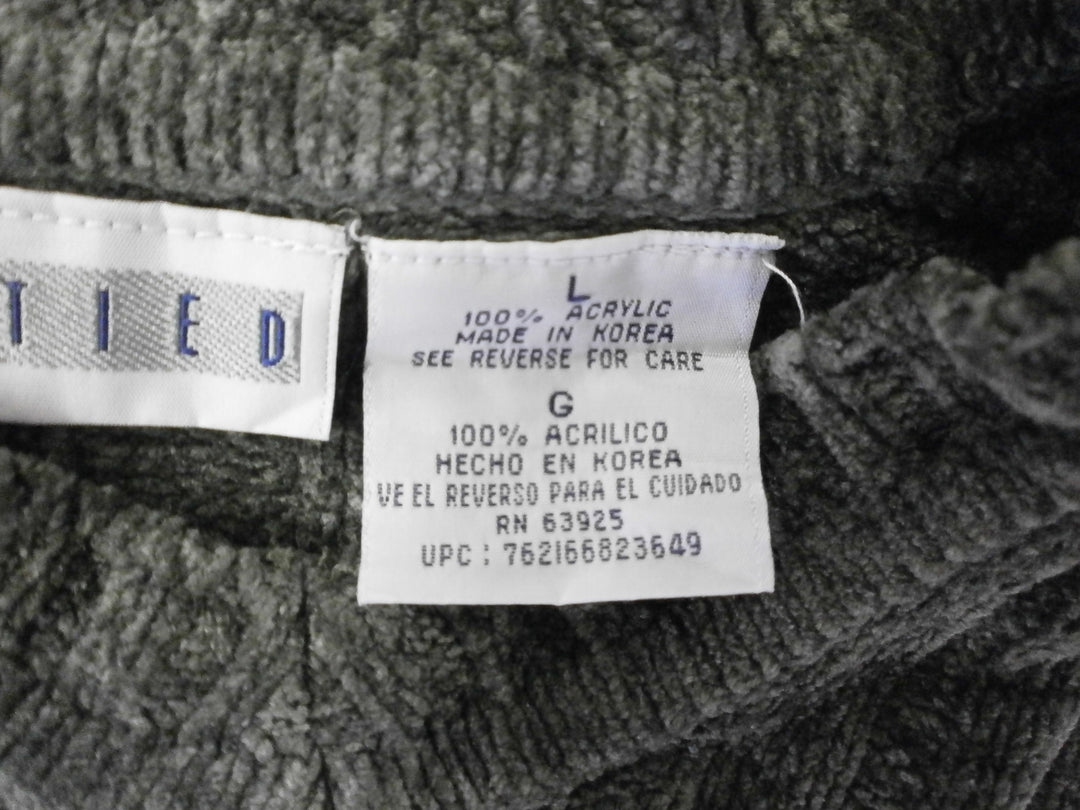 TIED
L
100% ACRYLIC
MADE IN KOREA
SEE REVERSE FOR CARE
G
100% ACRILICO
HECHO EN KOREA
VE EL REVERSO PARA EL CUIDADO
RN 63925
UPC : 762166823649